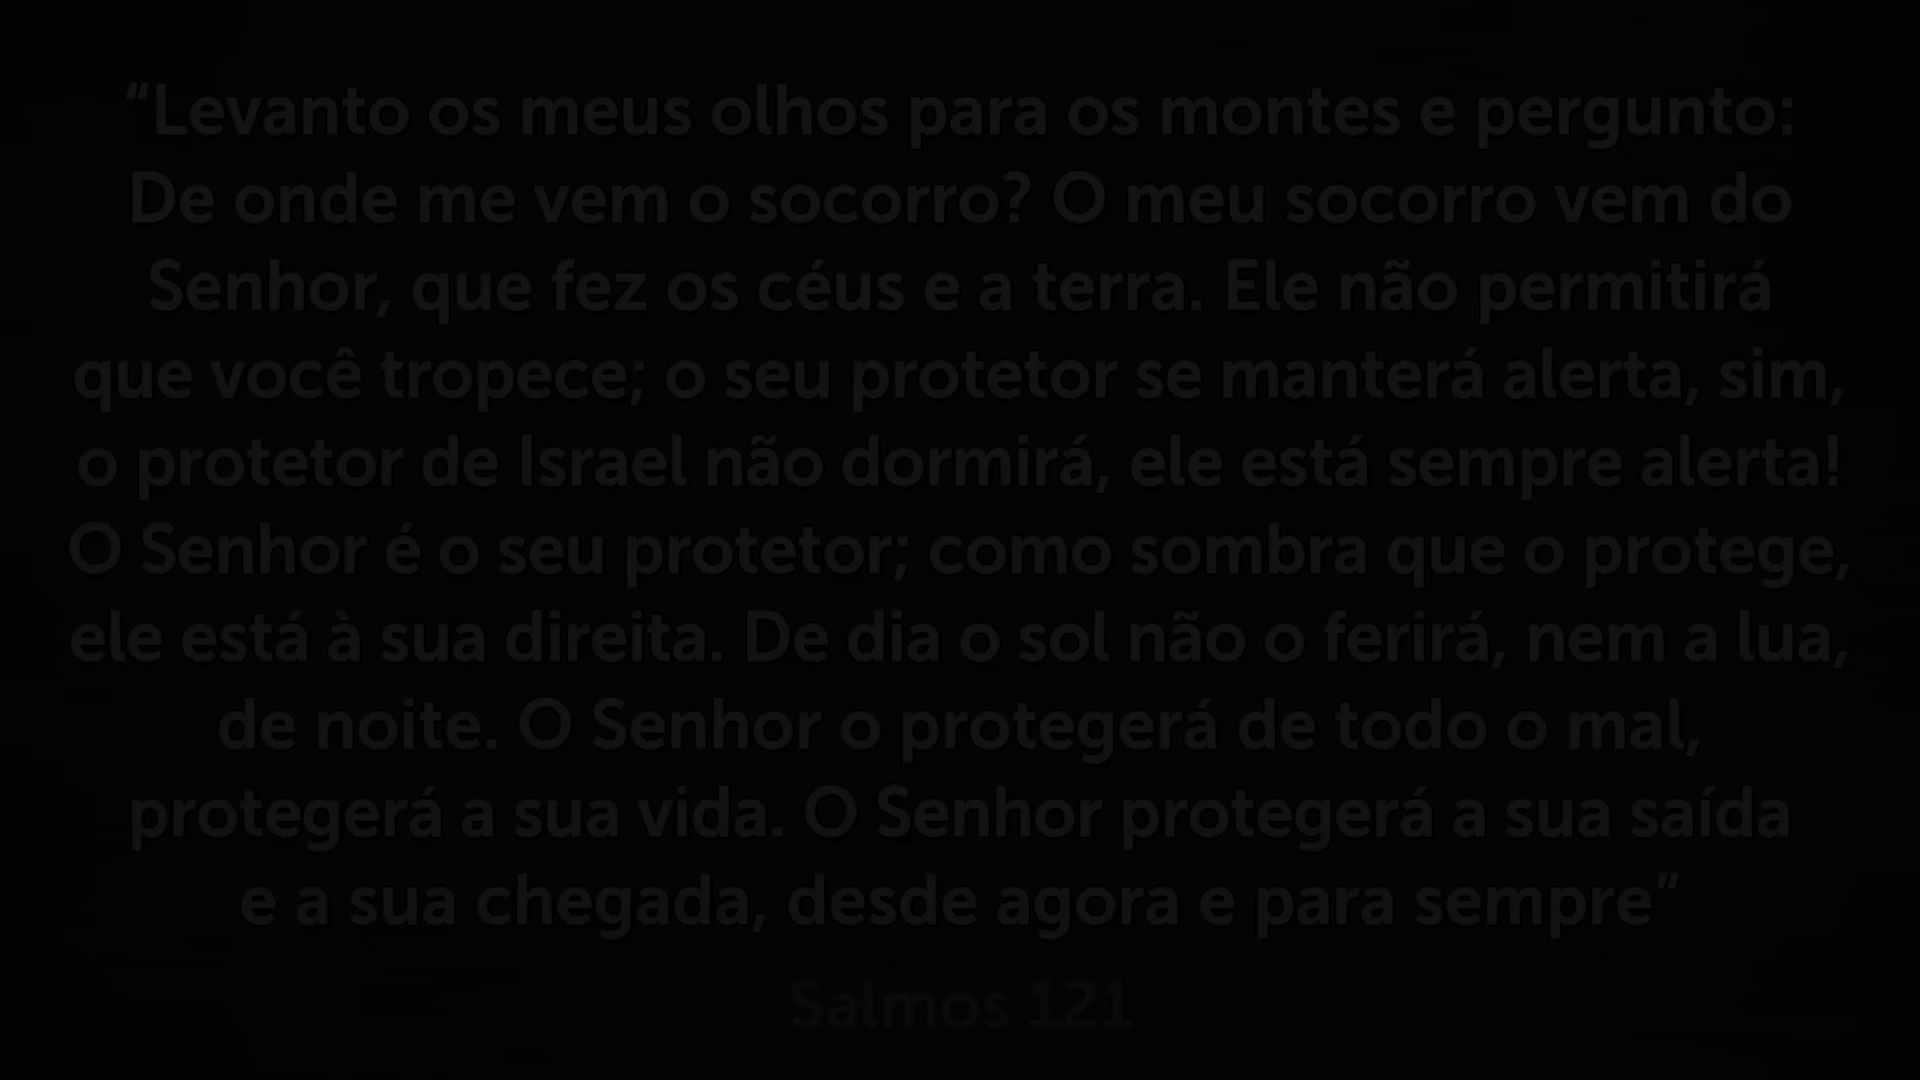 “Levanto os meus olhos para os montes e pergunto:
De onde me vem o socorro? O meu socorro vem do
Senhor, que fez os céus e a terra. Ele não permitirá
que você tropece; o seu protetor se manterá alerta, sim,
o protetor de Israel não dormirá, ele está sempre alerta!
O Senhor é o seu protetor; como sombra que o protege,
ele está à sua direita. De dia o sol não o ferirá, nem a lua,
de noite. O Senhor o protegerá de todo o mal,
protegerá a sua vida. O Senhor protegerá a sua saída
e a sua chegada, desde agora e para sempre”
Salmos 121